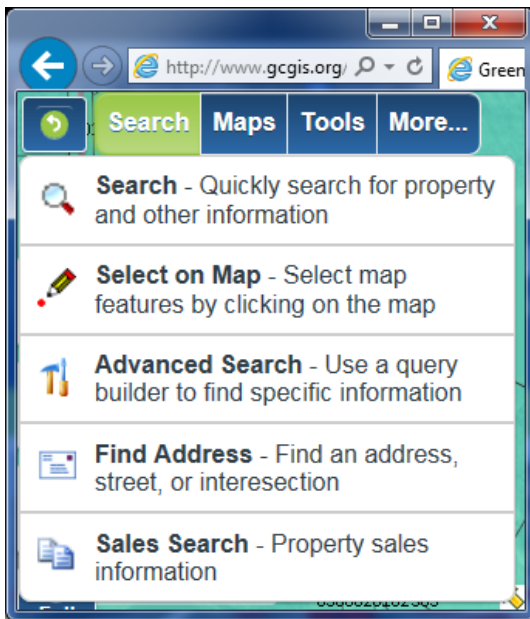 http://www.gcgis.org/
Green
Search Maps Tools More...
Search - Quickly search for property
and other information
Select on Map - Select map
features by clicking on the map
Advanced Search - Use a query
builder to find specific information
Find Address - Find an address,
street, or interesection
Sales Search - Property sales
information